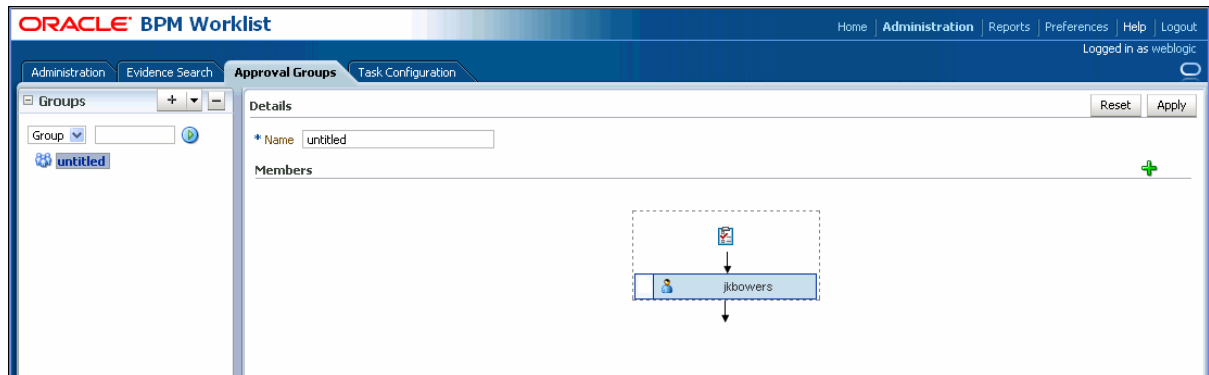 ORACLE BPM Worklist
Home Administration Reports Preferences Help Logout
Logged in as weblogic
Administration Evidence Search Approval Groups Task Configuration
Groups
Group
untitled
Details
Reset Apply
* Name untitled
Members
jkbowers